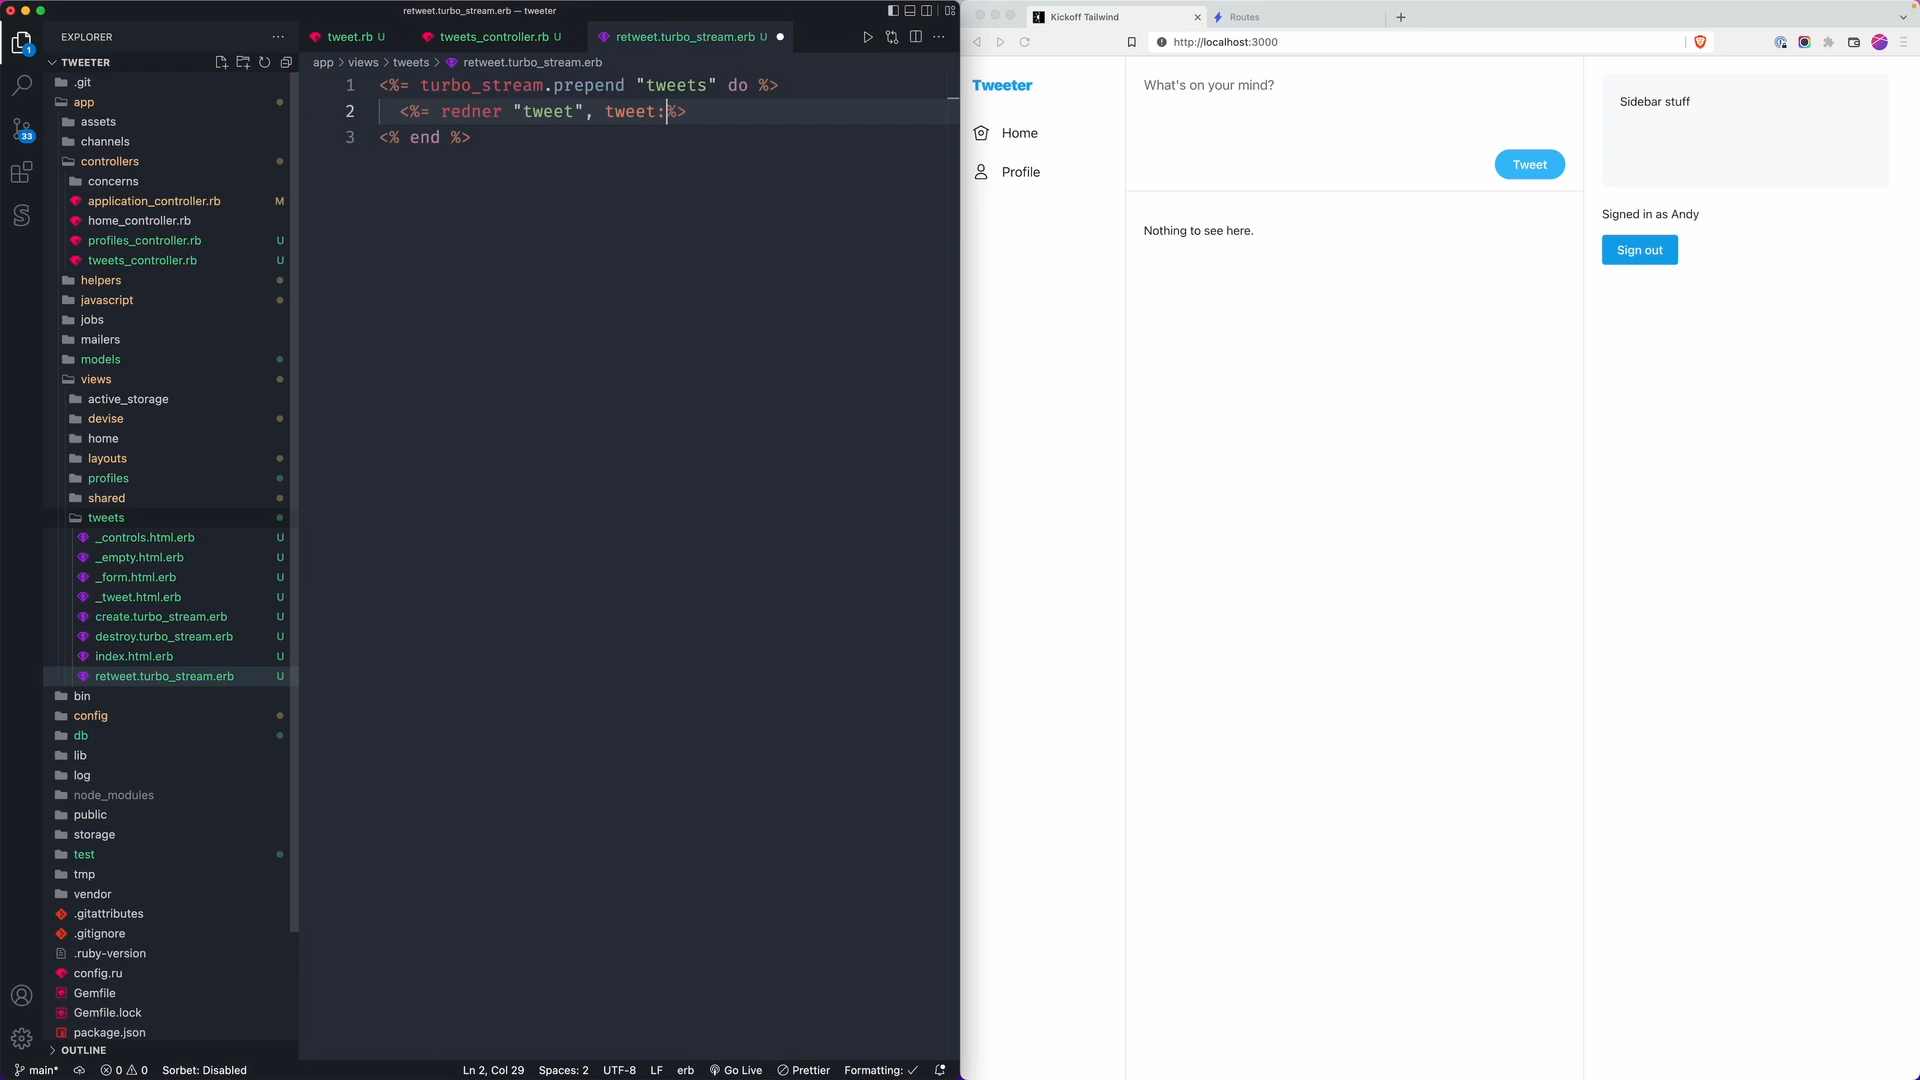 retweet.turbo_stream.erb — tweeter
EXPLORER
TWEETER
.git
app
assets
channels
controllers
concerns
application_controller.rb M
home_controller.rb
profiles_controller.rb U
tweets_controller.rb U
helpers
javascript
jobs
mailers
models
views
active_storage
devise
home
layouts
profiles
shared
tweets
_controls.html.erb U
_empty.html.erb U
_form.html.erb U
_tweet.html.erb U
create.turbo_stream.erb U
destroy.turbo_stream.erb U
index.html.erb U
retweet.turbo_stream.erb U
bin
config
db
lib
log
node_modules
public
storage
test
tmp
vendor
.gitattributes
.gitignore
.ruby-version
config.ru
Gemfile
Gemfile.lock
package.json
OUTLINE
1
33
tweet.rb U
tweets_controller.rb U
retweet.turbo_stream.erb U
app > views > tweets > retweet.turbo_stream.erb
1 <%= turbo_stream.prepend "tweets" do %>
2 <%= redner "tweet", tweet:%>
3 <% end %>
main* 0 0 Sorbet: Disabled
Ln 2, Col 29 Spaces: 2 UTF-8 LF erb Go Live Prettier Formatting:
Kickoff Tailwind
Routes
http://localhost:3000
Tweeter
Home
Profile
What's on your mind?
Tweet
Nothing to see here.
Sidebar stuff
Signed in as Andy
Sign out